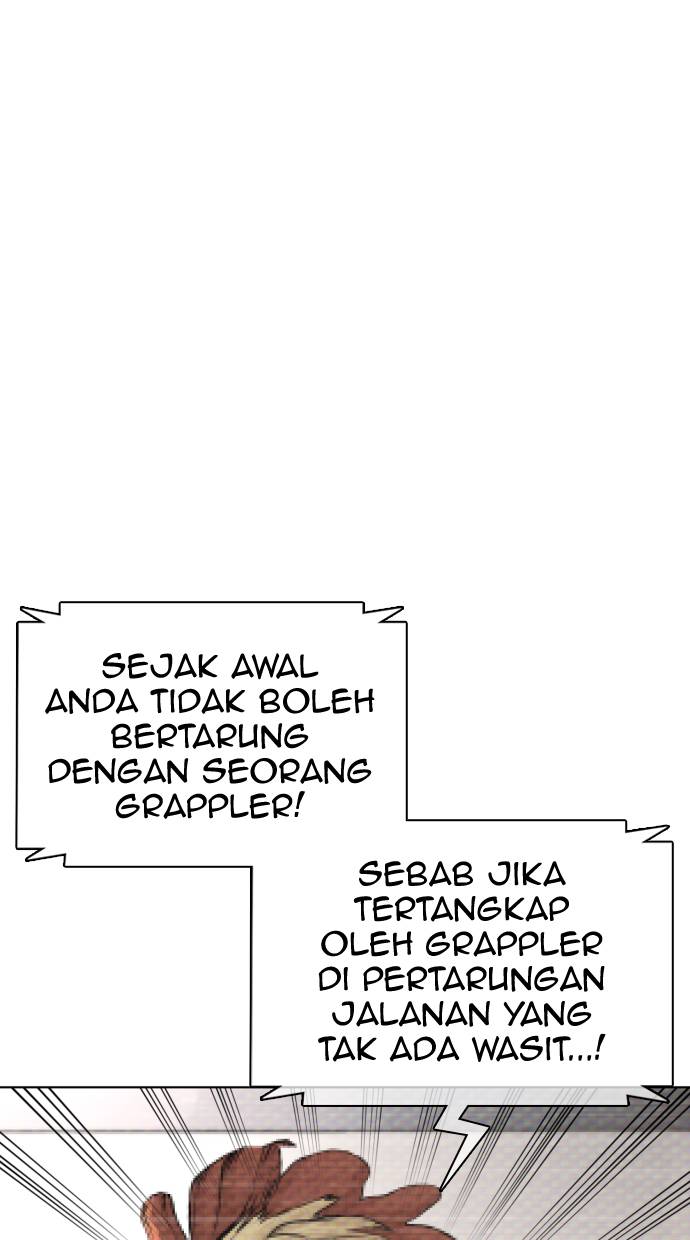 SEJAK AWAL
ANDA TIDAK BOLEH
BERTARUNG
DENGAN SEORANG
GRAPPLER!
SEBAB JIKA
TERTANGKAP
OLEH GRAPPLER
DI PERTARUNGAN
JALANAN YANG
TAK ADA WASIT...!